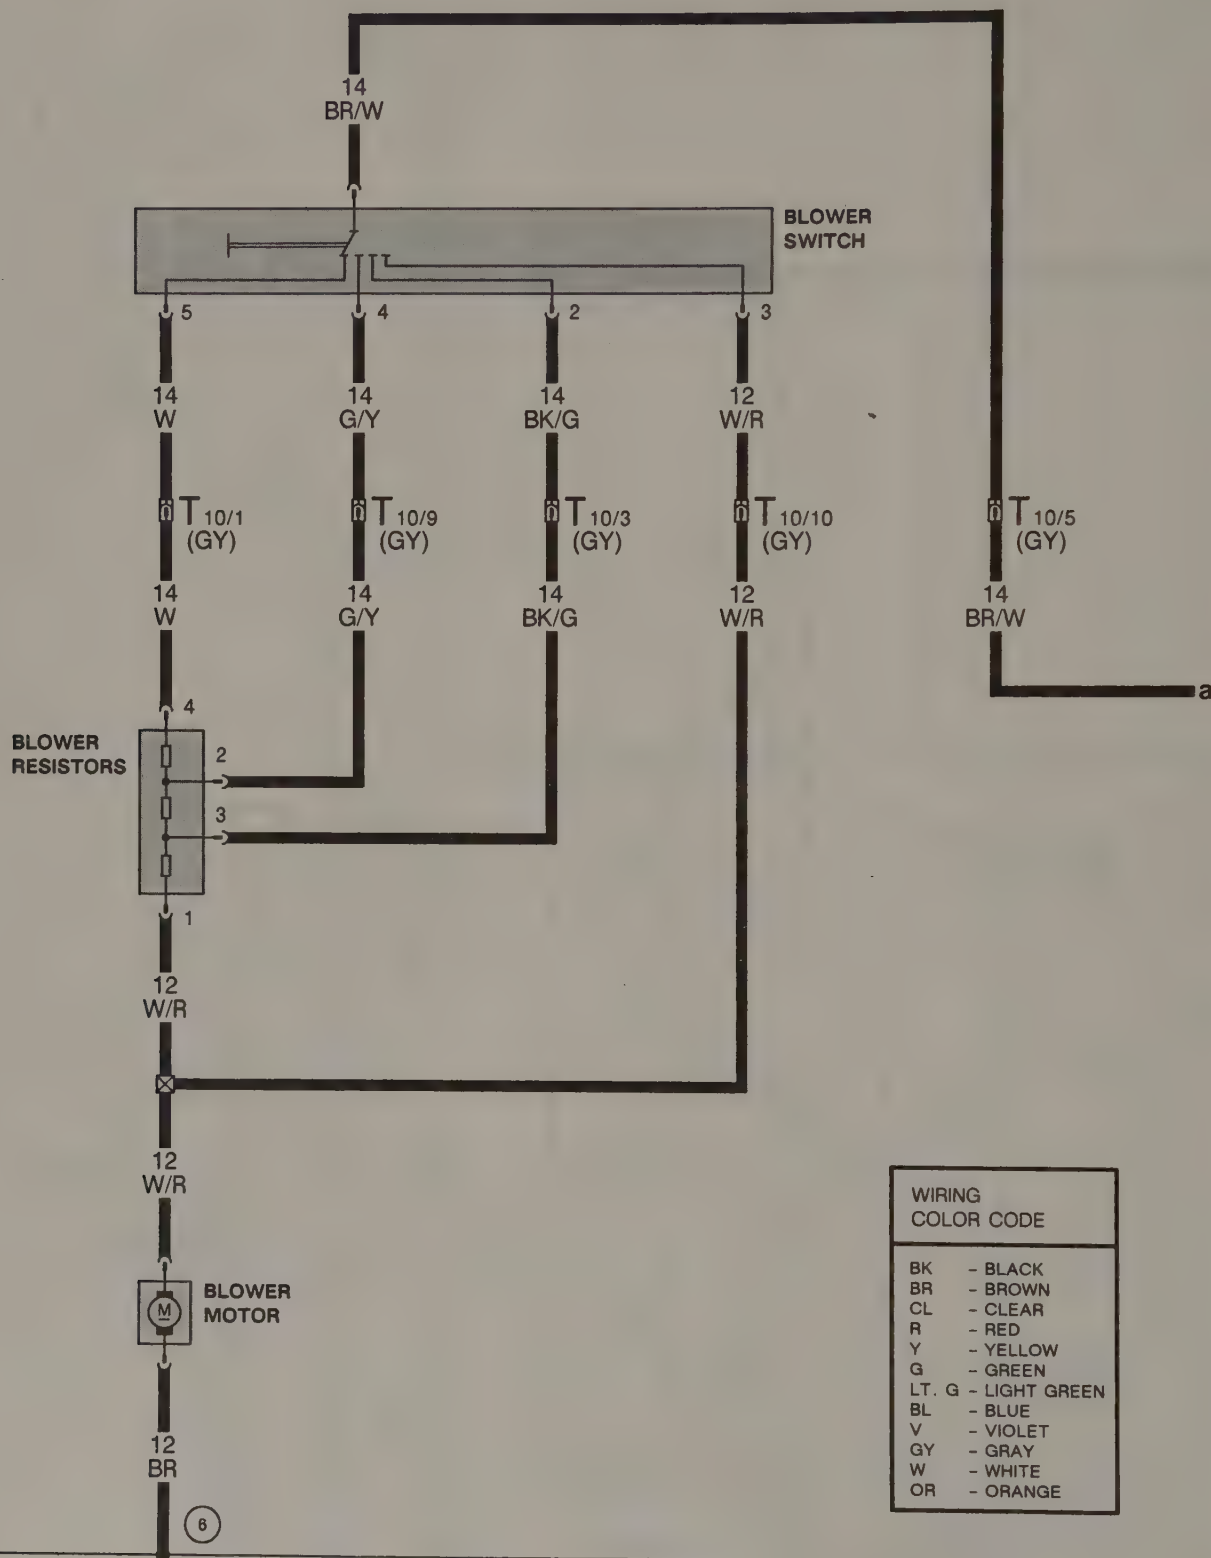 14
BR/W
BLOWER
SWITCH
5
4
2
3
14
W
14
G/Y
14
BK/G
12
W/R
T 10/1
(GY)
T 10/9
(GY)
T 10/3
(GY)
T 10/10
(GY)
T 10/5
(GY)
14
W
14
G/Y
14
BK/G
12
W/R
14
BR/W
a
4
BLOWER
RESISTORS
2
3
1
12
W/R
12
W/R
BLOWER
MOTOR
M
12
BR
6
WIRING
COLOR CODE
BK - BLACK
BR - BROWN
CL - CLEAR
R - RED
Y - YELLOW
G - GREEN
LT. G - LIGHT GREEN
BL - BLUE
V - VIOLET
GY - GRAY
W - WHITE
OR - ORANGE